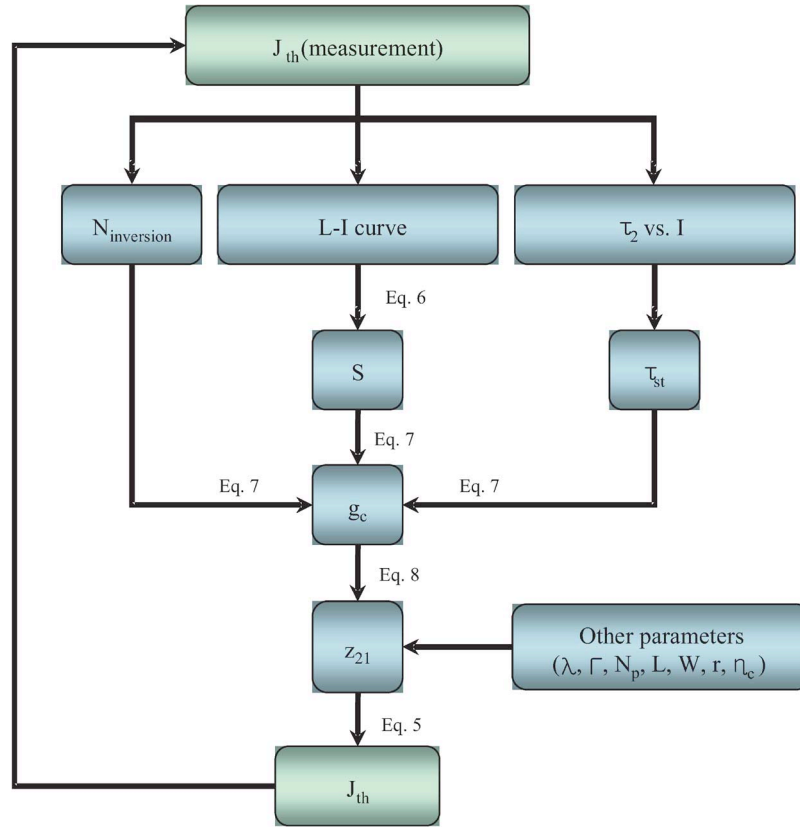 J_th (measurement)
N_inversion
L-I curve
τ_2 vs. I
Eq. 6
S
τ_st
Eq. 7
Eq. 7
Eq. 7
g_c
Eq. 8
z_21
Other parameters
(λ, Γ, N_p, L, W, r, η_c)
Eq. 5
J_th